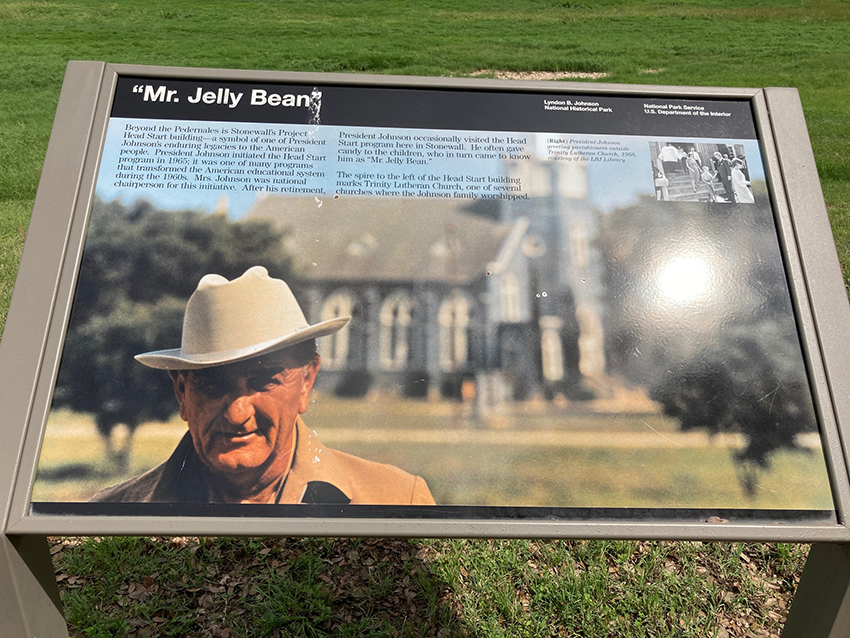 "Mr. Jelly Bean"
Lyndon B. Johnson
National Historical Park
National Park Service
U.S. Department of the Interior
Beyond the Pedernales is Stonewall's Project
Head Start building—a symbol of one of President
Johnson's enduring legacies to the American
people. President Johnson initiated the Head Start
program in 1965; it was one of many programs
that transformed the American educational system
during the 1960s. Mrs. Johnson was national
chairperson for this initiative. After his retirement,
President Johnson occasionally visited the Head
Start program here in Stonewall. He often gave
candy to the children, who in turn came to know
him as "Mr. Jelly Bean."
The spire to the left of the Head Start building
marks Trinity Lutheran Church, one of several
churches where the Johnson family worshipped.
(Right) President Johnson
greeting parishioners outside
Trinity Lutheran Church, 1968,
courtesy of the LBJ Library